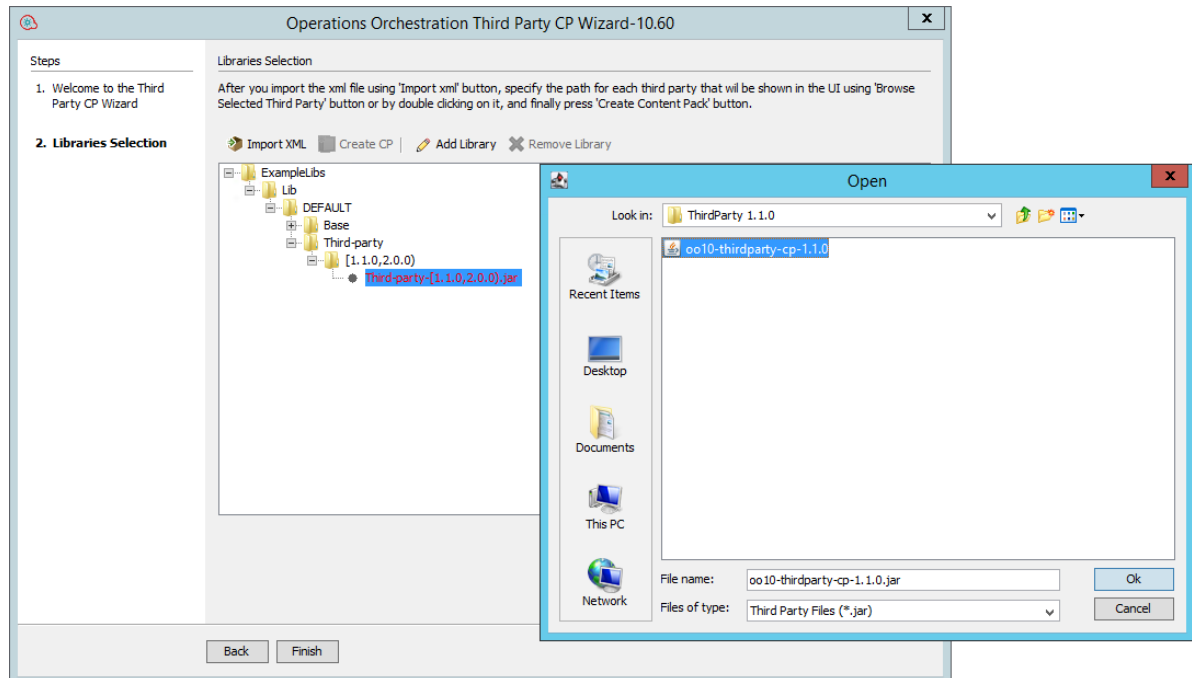 Operations Orchestration Third Party CP Wizard-10.60
x
Steps
1. Welcome to the Third
Party CP Wizard
2. Libraries Selection
Libraries Selection
After you import the xml file using 'Import xml' button, specify the path for each third party that wil be shown in the UI using 'Browse
Selected Third Party' button or by double clicking on it, and finally press 'Create Content Pack' button.
Import XML Create CP | Add Library Remove Library
ExampleLibs
Lib
DEFAULT
Base
Third-party
[1.1.0,2.0.0)
Third-party-[1.1.0,2.0.0).jar
Back Finish
Open
x
Look in: ThirdParty 1.1.0
oo10-thirdparty-cp-1.1.0
Recent Items
Desktop
Documents
This PC
Network
File name: oo10-thirdparty-cp-1.1.0.jar Ok
Files of type: Third Party Files (*.jar) Cancel